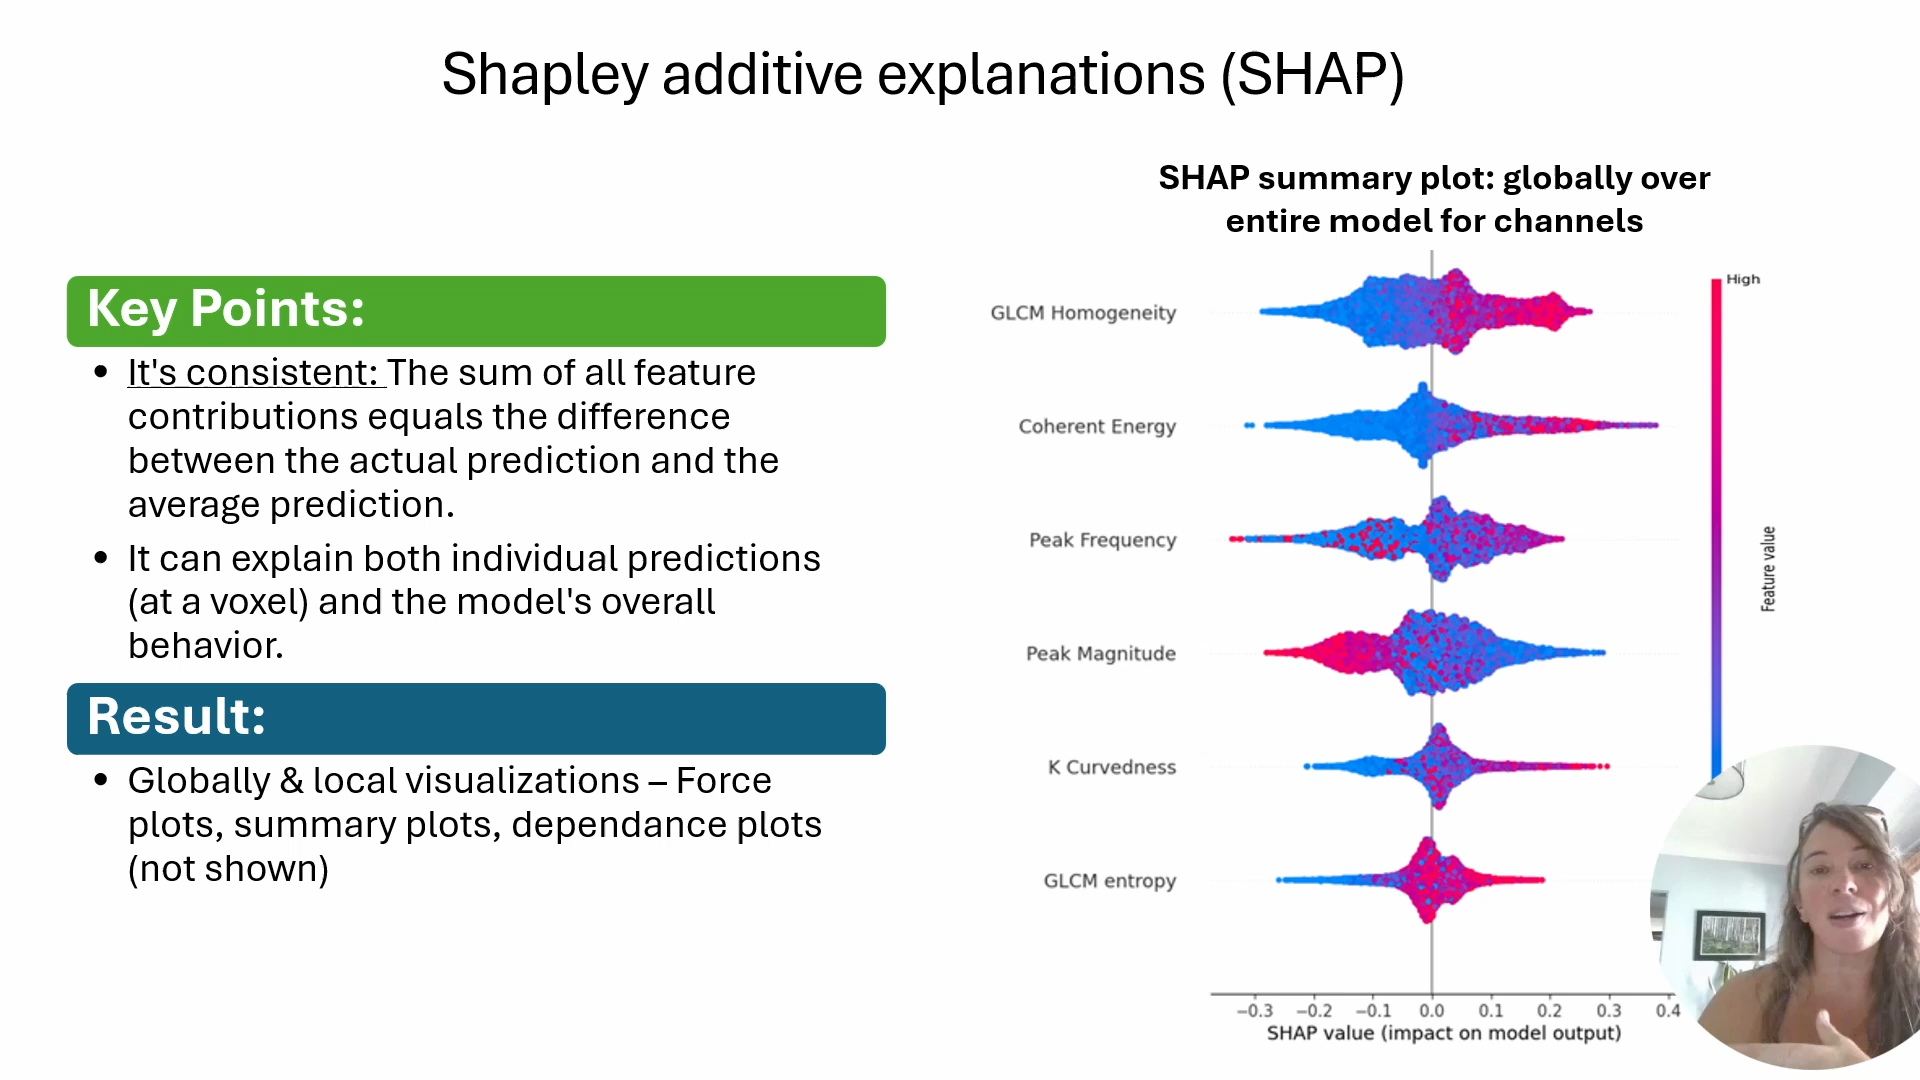 Shapley additive explanations (SHAP)
Key Points:
• It's consistent: The sum of all feature
contributions equals the difference
between the actual prediction and the
average prediction.
• It can explain both individual predictions
(at a voxel) and the model's overall
behavior.
Result:
• Globally & local visualizations – Force
plots, summary plots, dependance plots
(not shown)
SHAP summary plot: globally over
entire model for channels
High
GLCM Homogeneity
Coherent Energy
Peak Frequency
Feature value
Peak Magnitude
K Curvedness
GLCM entropy
−0.3 −0.2 −0.1 0.0 0.1 0.2 0.3 0.4
SHAP value (impact on model output)